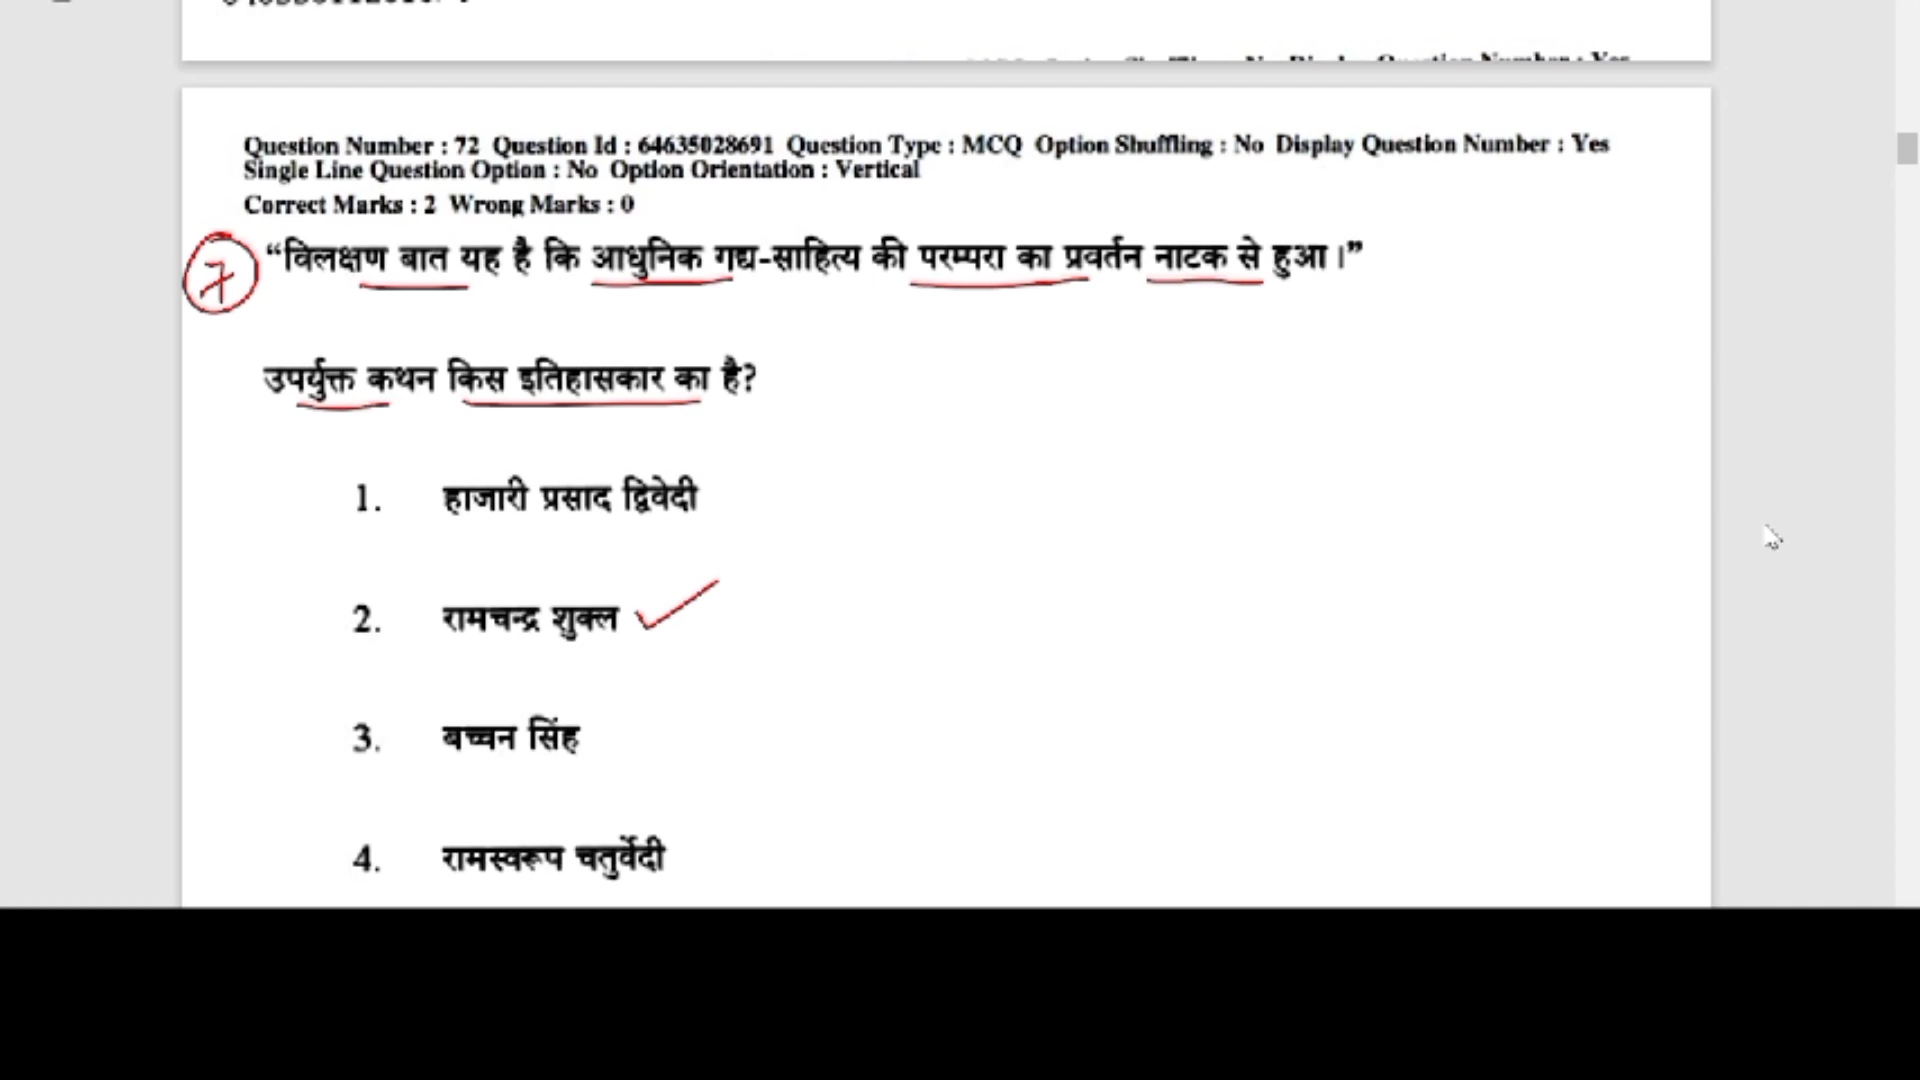 Question Number : 72 Question Id : 64635028691 Question Type : MCQ Option Shuffling : No Display Question Number : Yes
Single Line Question Option : No Option Orientation : Vertical
Correct Marks : 2 Wrong Marks : 0
7 “विलक्षण बात यह है कि आधुनिक गद्य-साहित्य की परम्परा का प्रवर्तन नाटक से हुआ।”
उपर्युक्त कथन किस इतिहासकार का है?
1. हाजारी प्रसाद द्विवेदी
2. रामचन्द्र शुक्ल
3. बच्चन सिंह
4. रामस्वरूप चतुर्वेदी